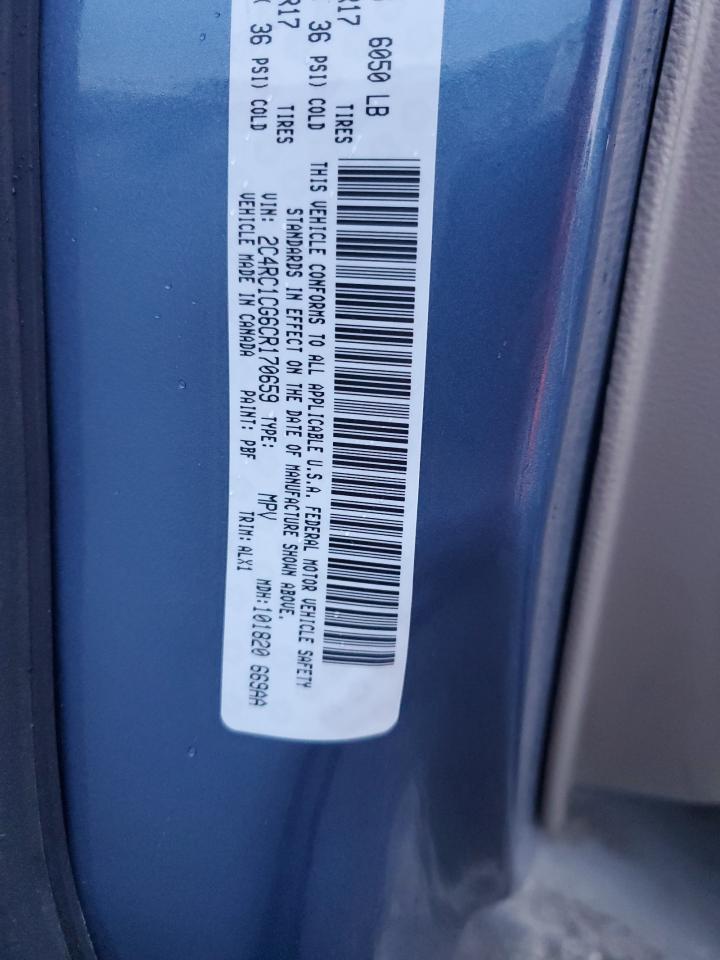 6050 LB
R17 TIRES
36 PSI) COLD
R17 TIRES
( 36 PSI) COLD
THIS VEHICLE CONFORMS TO ALL APPLICABLE U.S.A. FEDERAL MOTOR VEHICLE SAFETY
STANDARDS IN EFFECT ON THE DATE OF MANUFACTURE SHOWN ABOVE.
VIN: 2C4RC1CG6CR170659 TYPE: MPV MDH:101820 669AA
VEHICLE MADE IN CANADA PAINT: PBF TRIM:ALX1